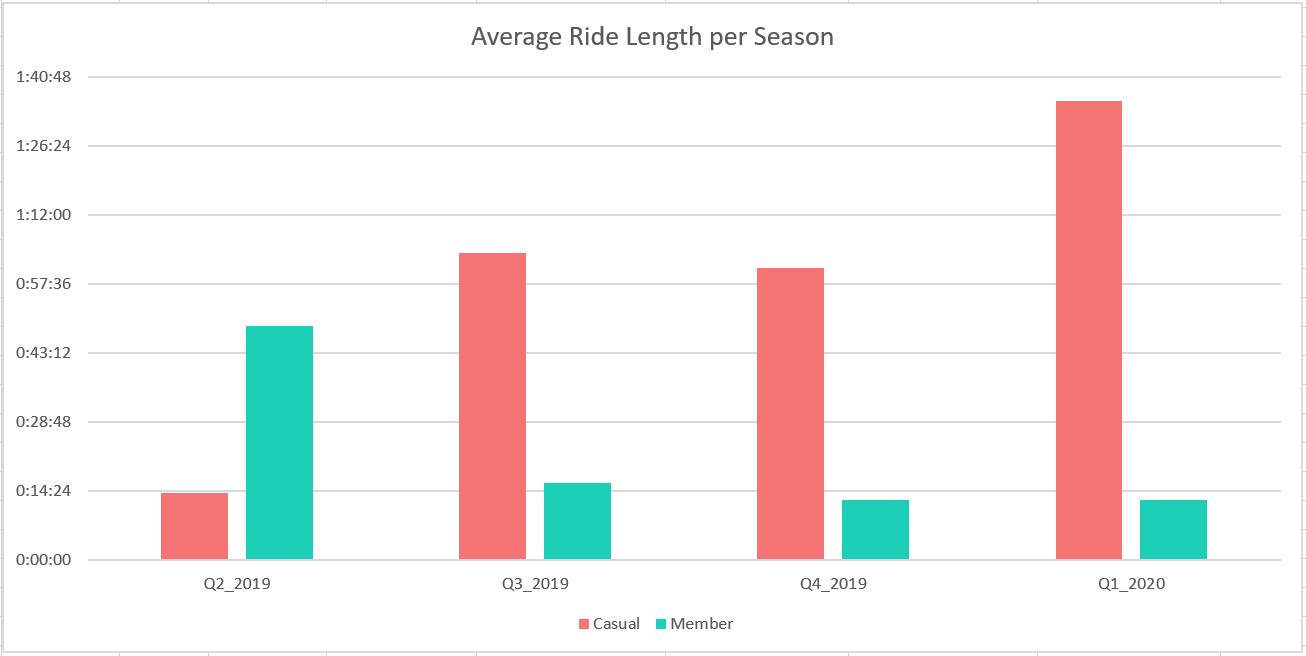 Average Ride Length per Season
1:40:48
1:26:24
1:12:00
0:57:36
0:43:12
0:28:48
0:14:24
0:00:00
Q2_2019 Q3_2019 Q4_2019 Q1_2020
Casual Member